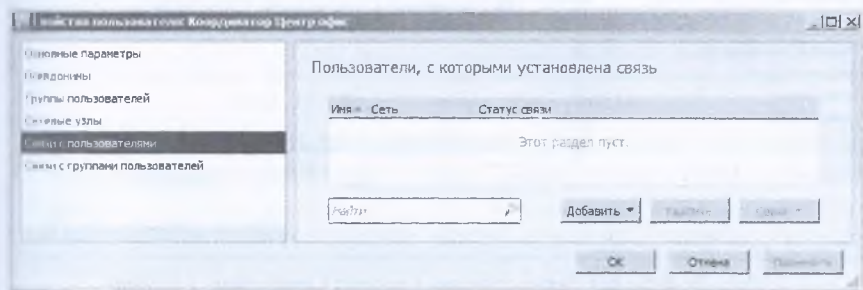 Свойства пользователя: Координатор Центр офис
Основные параметры
Псевдонимы
Группы пользователей
Сетевые узлы
Связи с пользователями
Связи с группами пользователей
Пользователи, с которыми установлена связь
Имя Сеть Статус связи
Этот раздел пуст.
Найти
Добавить
Удалить
OK
Отмена
Применить